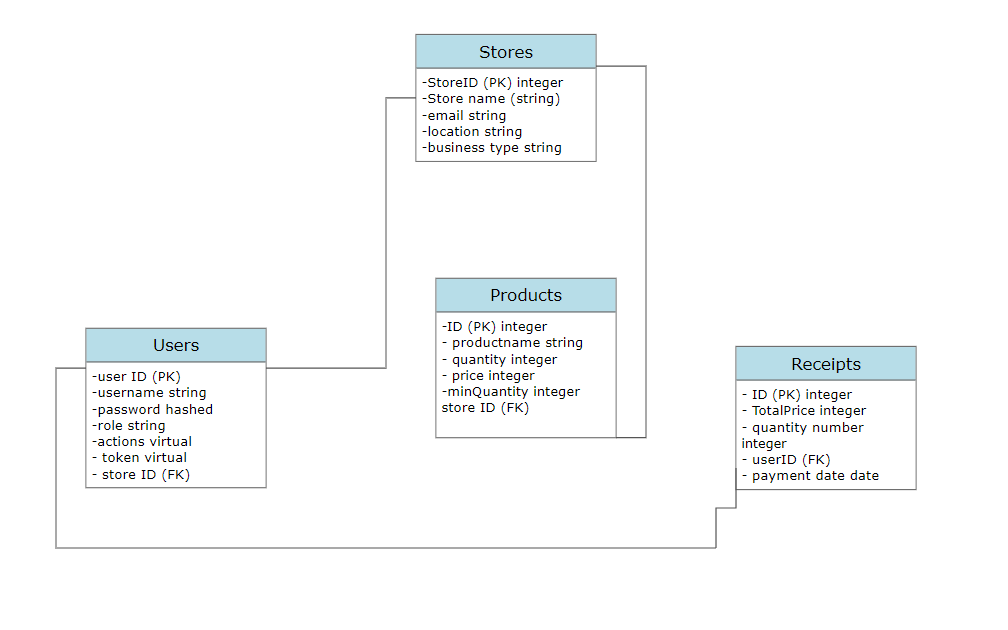 Stores
-StoreID (PK) integer
-Store name (string)
-email string
-location string
-business type string
Products
-ID (PK) integer
- productname string
- quantity integer
- price integer
-minQuantity integer
store ID (FK)
Users
-user ID (PK)
-username string
-password hashed
-role string
-actions virtual
- token virtual
- store ID (FK)
Receipts
- ID (PK) integer
- TotalPrice integer
- quantity number
integer
- userID (FK)
- payment date date